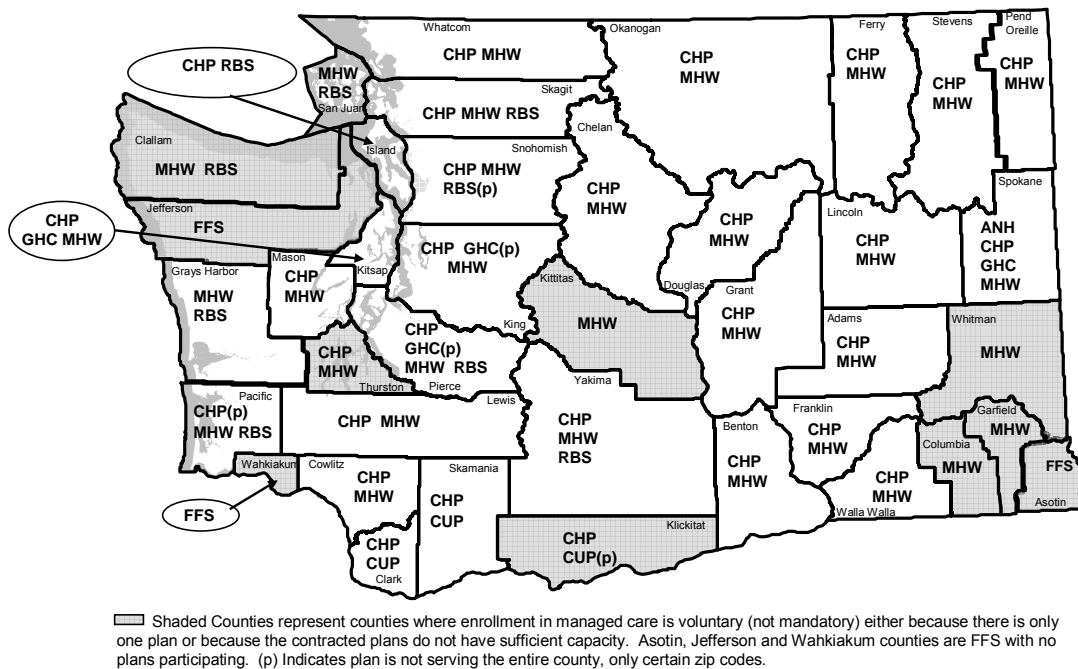 Whatcom
CHP MHW
Okanogan
CHP
MHW
Ferry
CHP
MHW
Stevens
CHP
MHW
Pend
Oreille
CHP
MHW
CHP RBS
MHW
RBS
San Juan
Skagit
CHP MHW RBS
Island
Snohomish
CHP MHW
RBS(p)
Chelan
CHP
MHW
Clallam
MHW RBS
Jefferson
FFS
CHP
GHC MHW
Kitsap
CHP GHC(p)
MHW
King
Douglas
CHP
MHW
Grant
CHP
MHW
Lincoln
CHP
MHW
Spokane
ANH
CHP
GHC
MHW
Grays Harbor
MHW
RBS
Mason
CHP
MHW
Kittitas
MHW
CHP
MHW
Thurston
CHP
GHC(p)
MHW RBS
Pierce
Adams
CHP
MHW
Whitman
MHW
Pacific
CHP(p)
MHW RBS
Lewis
CHP MHW
Yakima
CHP
MHW
RBS
Benton
CHP
MHW
Franklin
CHP
MHW
CHP
MHW
Walla Walla
Columbia
MHW
Garfield
MHW
FFS
Asotin
Wahkiakum
FFS
Cowlitz
CHP
MHW
Skamania
CHP
CUP
CHP
CUP
Clark
Klickitat
CHP
CUP(p)
Shaded Counties represent counties where enrollment in managed care is voluntary (not mandatory) either because there is only
one plan or because the contracted plans do not have sufficient capacity. Asotin, Jefferson and Wahkiakum counties are FFS with no
plans participating. (p) Indicates plan is not serving the entire county, only certain zip codes.